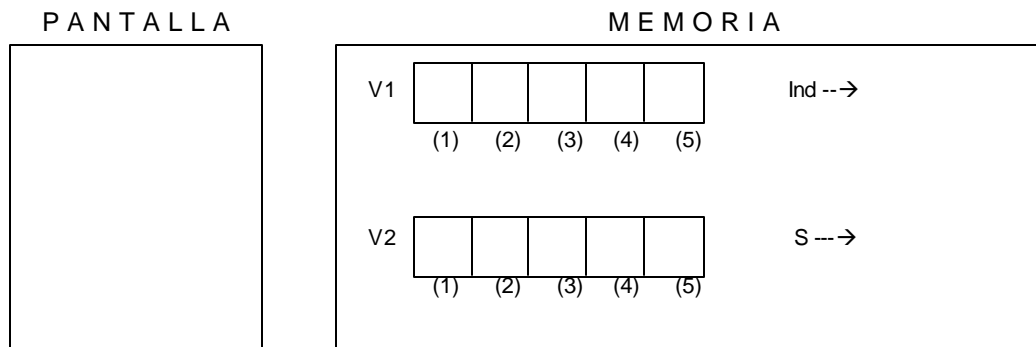 P A N T A L L A
M E M O R I A
V1
Ind --→
(1) (2) (3) (4) (5)
V2
S ---→
(1) (2) (3) (4) (5)